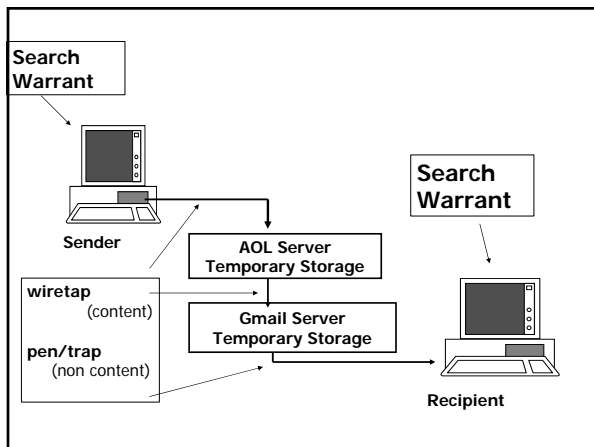 Search
Warrant
Sender
AOL Server
Temporary Storage
wiretap
(content)
pen/trap
(non content)
Gmail Server
Temporary Storage
Search
Warrant
Recipient